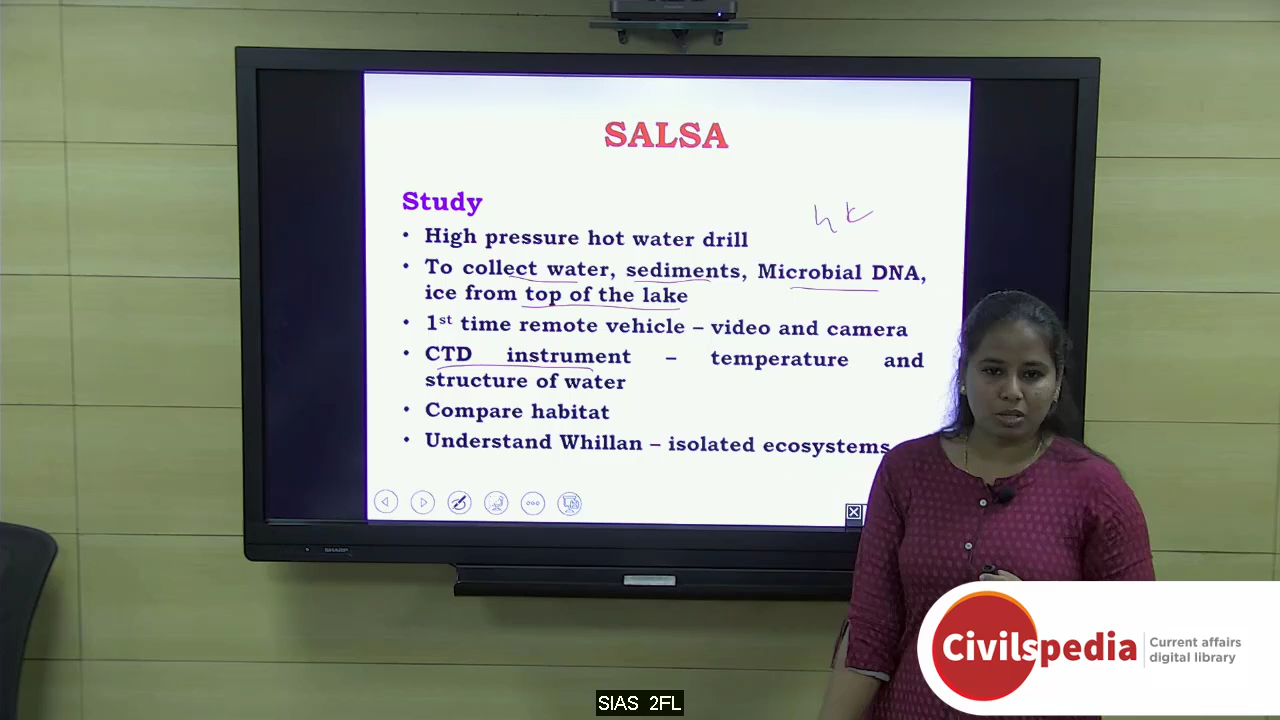 SALSA
Study
• High pressure hot water drill
• To collect water, sediments, Microbial DNA,
ice from top of the lake
• 1st time remote vehicle – video and camera
• CTD instrument – temperature and
structure of water
• Compare habitat
• Understand Whillan – isolated ecosystems
SHARP
Civilspedia
Current affairs
digital library
SIAS 2FL